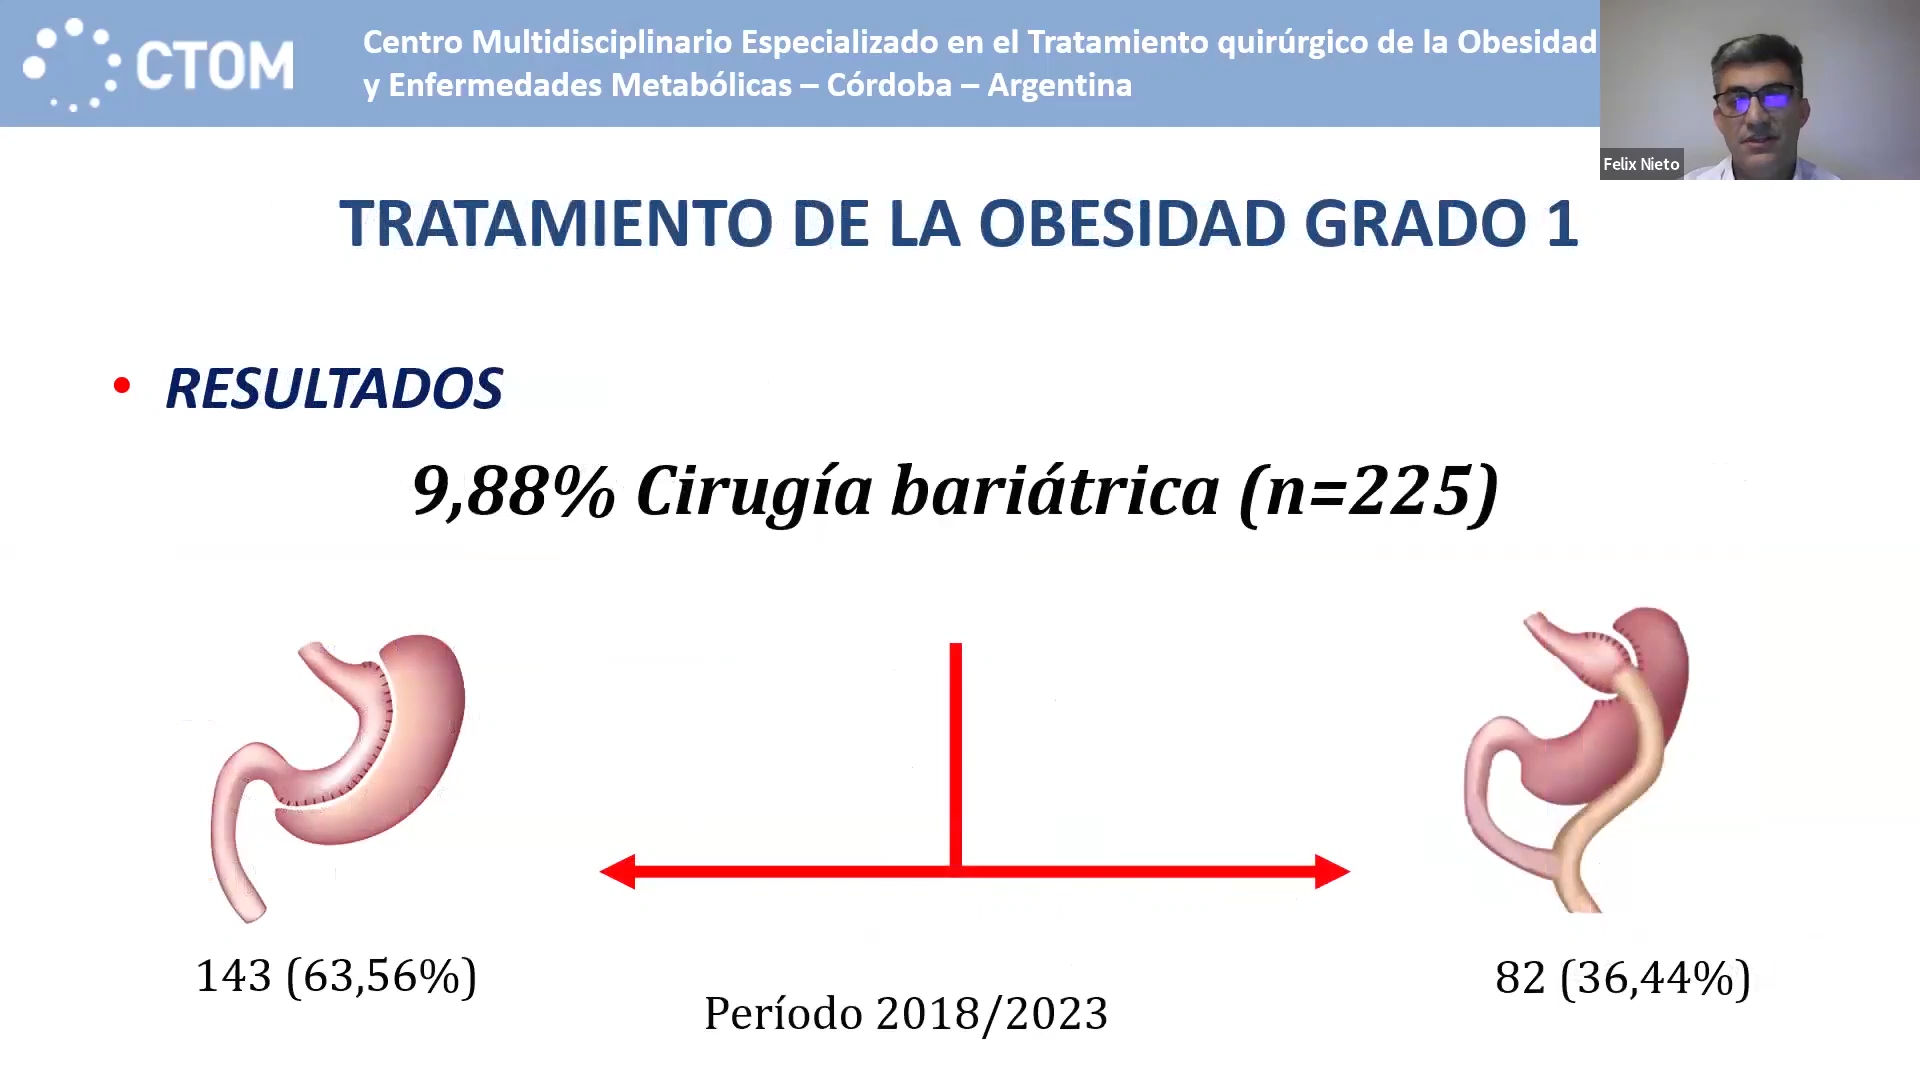 CTOM
Centro Multidisciplinario Especializado en el Tratamiento quirúrgico de la Obesidad
y Enfermedades Metabólicas – Córdoba – Argentina
Felix Nieto
TRATAMIENTO DE LA OBESIDAD GRADO 1
• RESULTADOS
9,88% Cirugía bariátrica (n=225)
143 (63,56%)
82 (36,44%)
Período 2018/2023